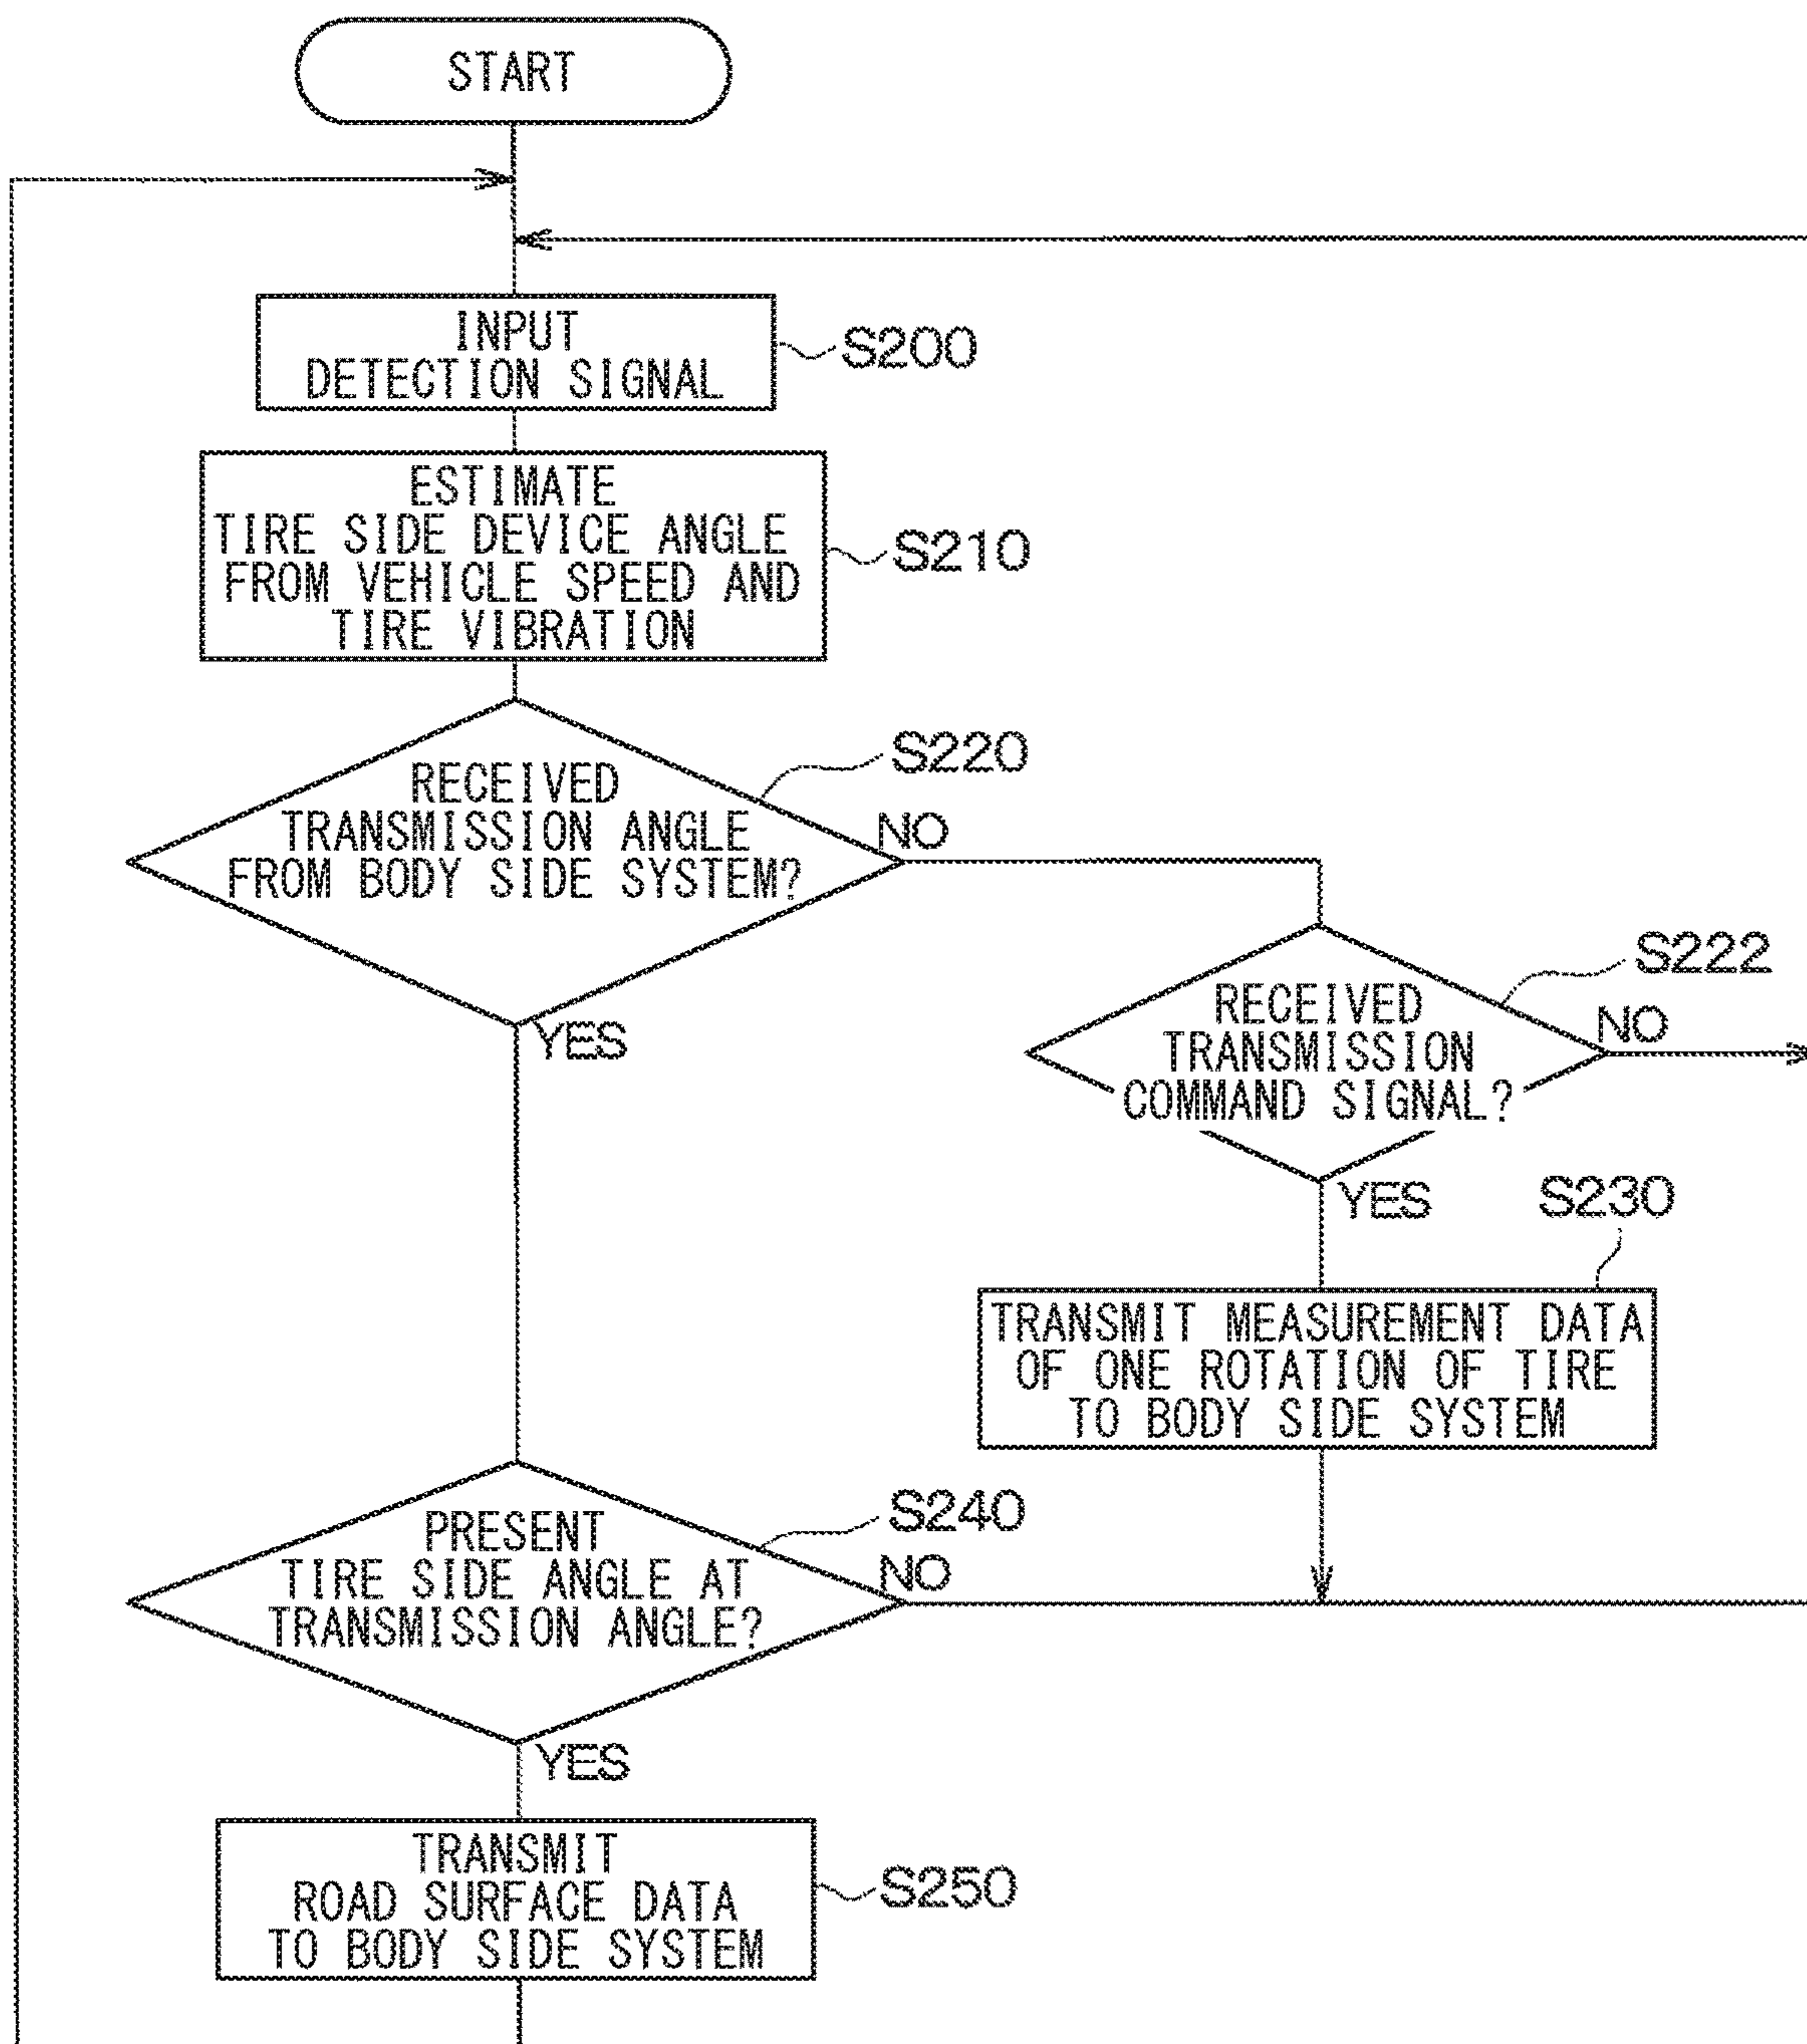 START
INPUT
DETECTION SIGNAL
S200
ESTIMATE
TIRE SIDE DEVICE ANGLE
FROM VEHICLE SPEED AND
TIRE VIBRATION
S210
RECEIVED
TRANSMISSION ANGLE
FROM BODY SIDE SYSTEM?
S220
NO
YES
RECEIVED
TRANSMISSION
COMMAND SIGNAL?
S222
NO
YES
S230
TRANSMIT MEASUREMENT DATA
OF ONE ROTATION OF TIRE
TO BODY SIDE SYSTEM
PRESENT
TIRE SIDE ANGLE AT
TRANSMISSION ANGLE?
S240
NO
YES
TRANSMIT
ROAD SURFACE DATA
TO BODY SIDE SYSTEM
S250